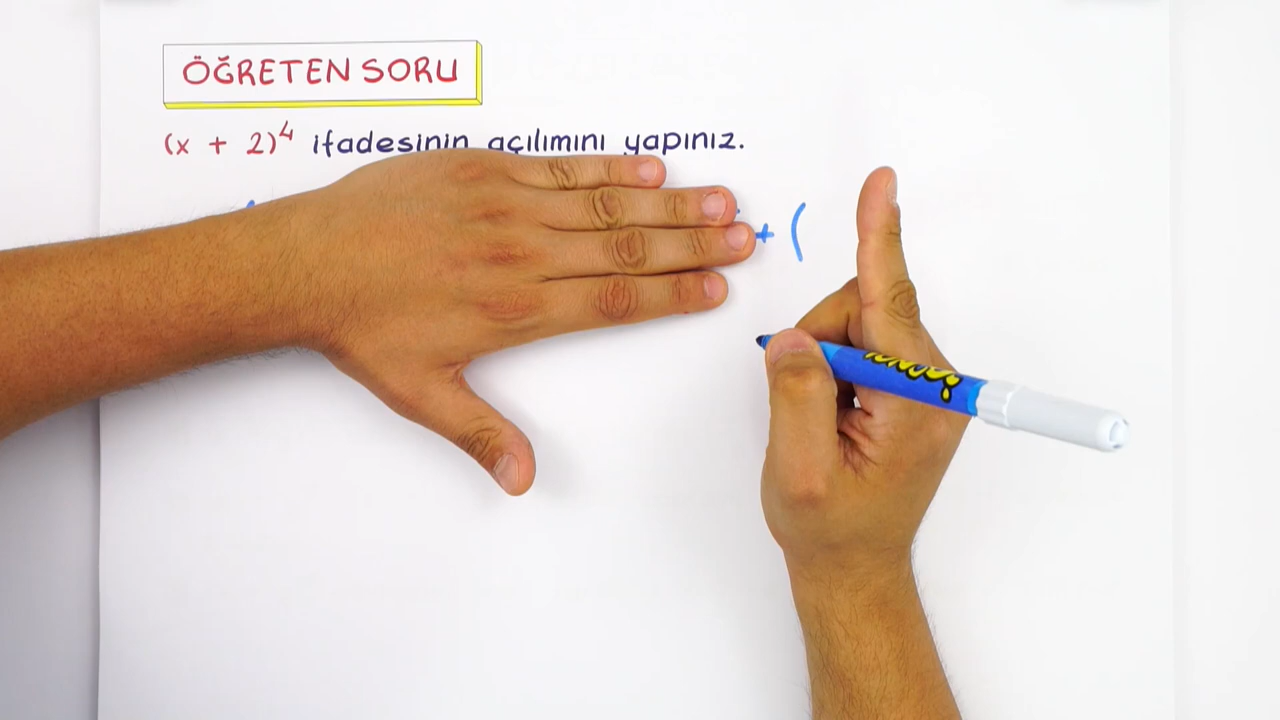 ÖĞRETEN SORU
(x + 2)⁴ ifadesinin açılımını yapınız.
+ (